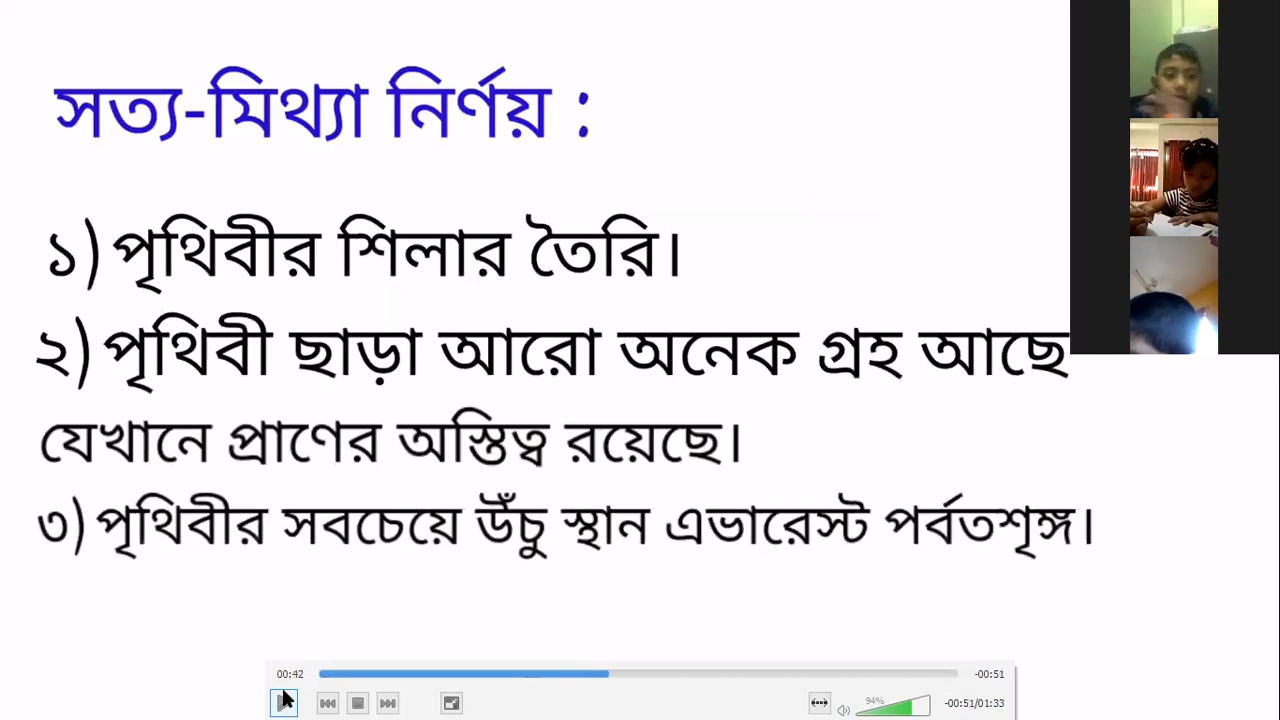 সত্য-মিথ্যা নির্ণয় :
১) পৃথিবীর শিলার তৈরি।
২) পৃথিবী ছাড়া আরো অনেক গ্রহ আছে
যেখানে প্রাণের অস্তিত্ব রয়েছে।
৩) পৃথিবীর সবচেয়ে উঁচু স্থান এভারেস্ট পর্বতশৃঙ্গ।
00:42 -00:51
94% -00:51/01:33